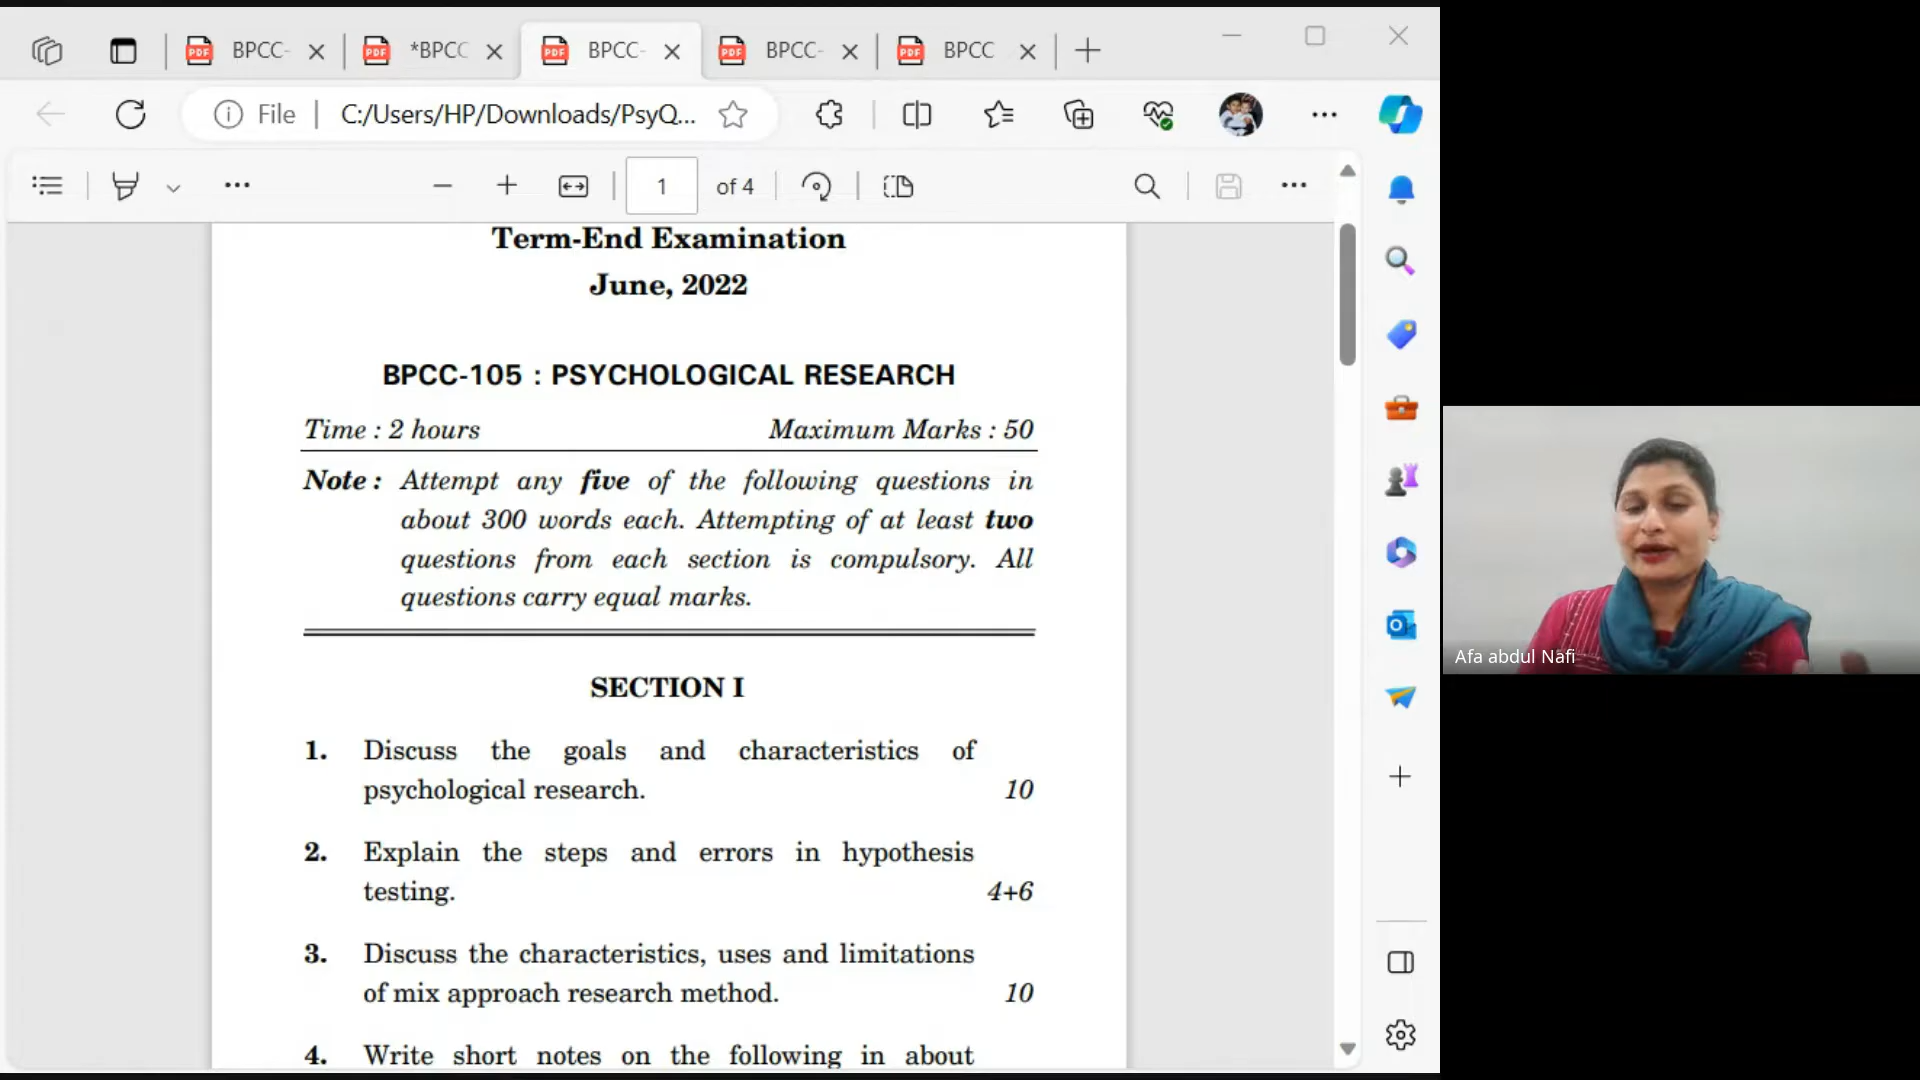 BPCC-
*BPCC
BPCC-
BPCC-
BPCC
File
C:/Users/HP/Downloads/PsyQ...
1 of 4
Term-End Examination
June, 2022
BPCC-105 : PSYCHOLOGICAL RESEARCH
Time : 2 hours Maximum Marks : 50
Note : Attempt any five of the following questions in
about 300 words each. Attempting of at least two
questions from each section is compulsory. All
questions carry equal marks.
SECTION I
1. Discuss the goals and characteristics of
psychological research. 10
2. Explain the steps and errors in hypothesis
testing. 4+6
3. Discuss the characteristics, uses and limitations
of mix approach research method. 10
4. Write short notes on the following in about
Afa abdul Nafi